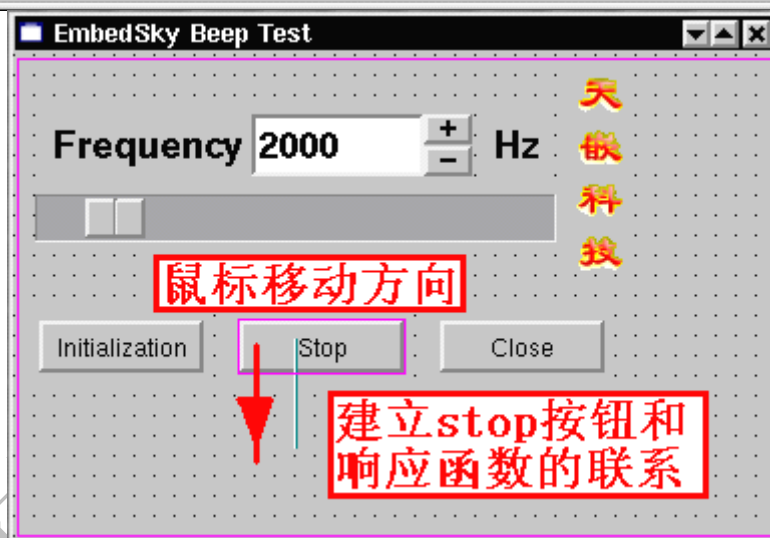 EmbedSky Beep Test
Frequency 2000 Hz
天
嵌
科
技
鼠标移动方向
Initialization Stop Close
建立stop按钮和
响应函数的联系